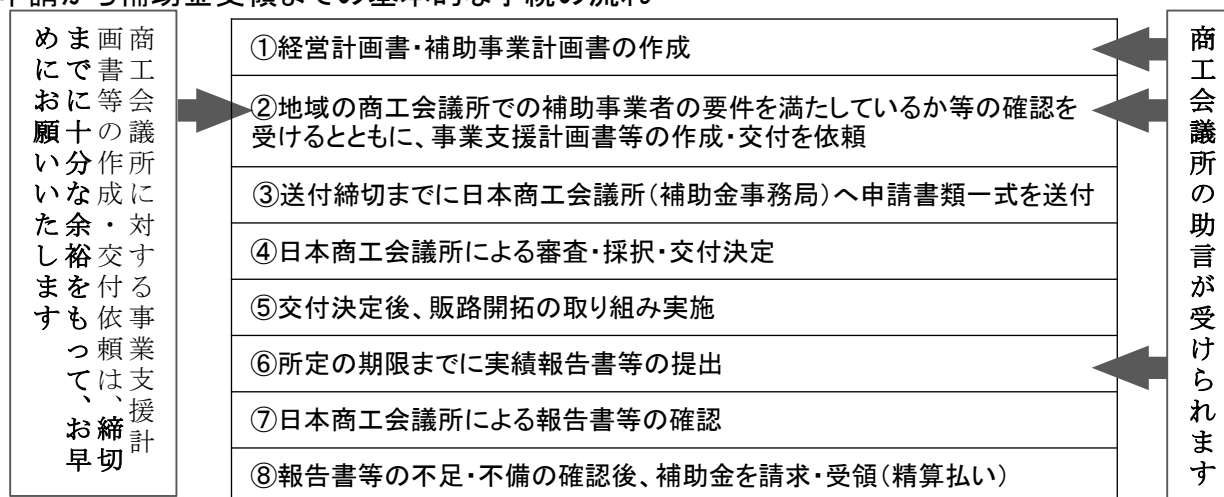 申請から補助金受領までの基本的な手続の流れ
商工会議所に対する事業支援計
画書等の作成・交付依頼は、締切
までに十分な余裕をもって、お早
めにお願いいたします
①経営計画書・補助事業計画書の作成
②地域の商工会議所での補助事業者の要件を満たしているか等の確認を
受けるとともに、事業支援計画書等の作成・交付を依頼
③送付締切までに日本商工会議所(補助金事務局)へ申請書類一式を送付
④日本商工会議所による審査・採択・交付決定
⑤交付決定後、販路開拓の取り組み実施
⑥所定の期限までに実績報告書等の提出
⑦日本商工会議所による報告書等の確認
⑧報告書等の不足・不備の確認後、補助金を請求・受領(精算払い)
商工会議所の助言が受けられます